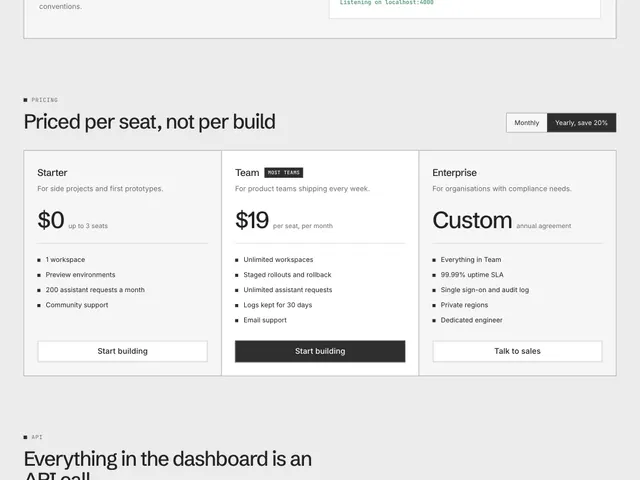 conventions.
Listening on localhost:4000
PRICING
Priced per seat, not per build
Monthly
Yearly, save 20%
Starter
For side projects and first prototypes.
$0 up to 3 seats
1 workspace
Preview environments
200 assistant requests a month
Community support
Start building
Team MOST TEAMS
For product teams shipping every week.
$19 per seat, per month
Unlimited workspaces
Staged rollouts and rollback
Unlimited assistant requests
Logs kept for 30 days
Email support
Start building
Enterprise
For organisations with compliance needs.
Custom annual agreement
Everything in Team
99.99% uptime SLA
Single sign-on and audit log
Private regions
Dedicated engineer
Talk to sales
API
Everything in the dashboard is an
API call